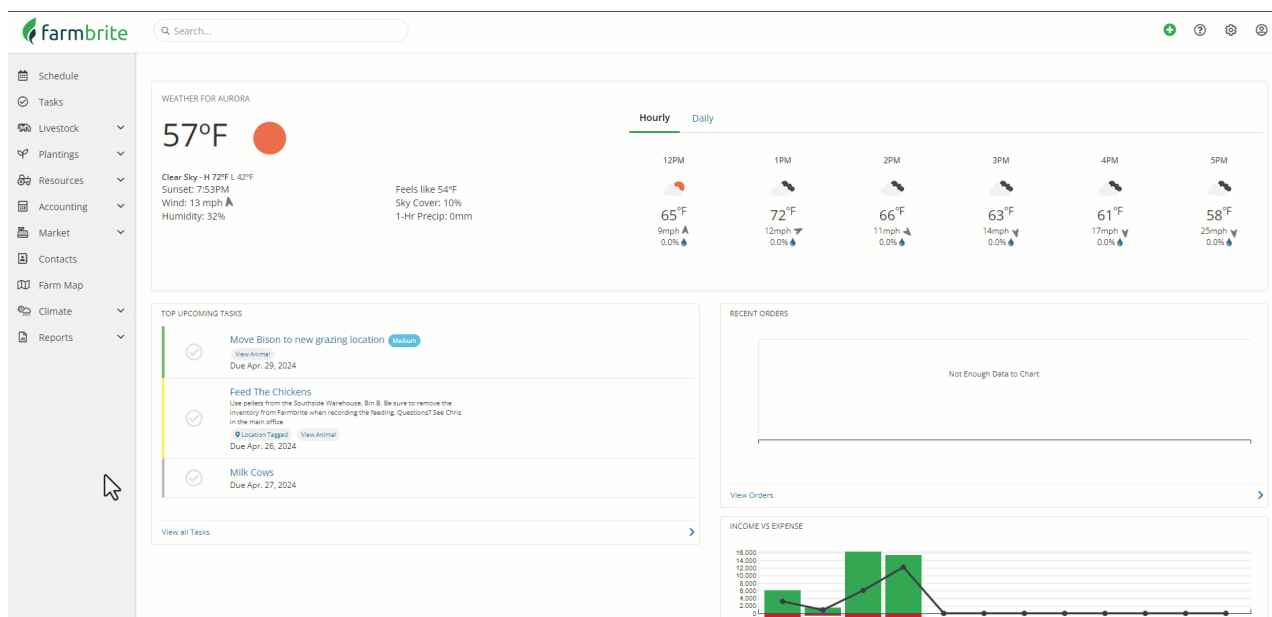 farmbrite
Search...
Schedule
Tasks
Livestock
Plantings
Resources
Accounting
Market
Contacts
Farm Map
Climate
Reports
WEATHER FOR AURORA
57°F
Clear Sky - H 72°F L 42°F
Sunset: 7:53PM
Wind: 13 mph
Humidity: 32%
Feels like 54°F
Sky Cover: 10%
1-Hr Precip: 0mm
Hourly Daily
12PM 1PM 2PM 3PM 4PM 5PM
65°F 72°F 66°F 63°F 61°F 58°F
9mph 12mph 11mph 14mph 17mph 25mph
0.0% 0.0% 0.0% 0.0% 0.0% 0.0%
TOP UPCOMING TASKS
Move Bison to new grazing location Medium
View Animal
Due Apr. 29, 2024
Feed The Chickens
Use pellets from the Southside Warehouse, Bin B. Be sure to remove the
inventory from Farmbrite when recording the feeding. Questions? See Chris
in the main office
Location Tagged View Animal
Due Apr. 26, 2024
Milk Cows
Due Apr. 27, 2024
View all Tasks
RECENT ORDERS
Not Enough Data to Chart
View Orders
INCOME VS EXPENSE
16,000
14,000
12,000
10,000
8,000
6,000
4,000
2,000
0